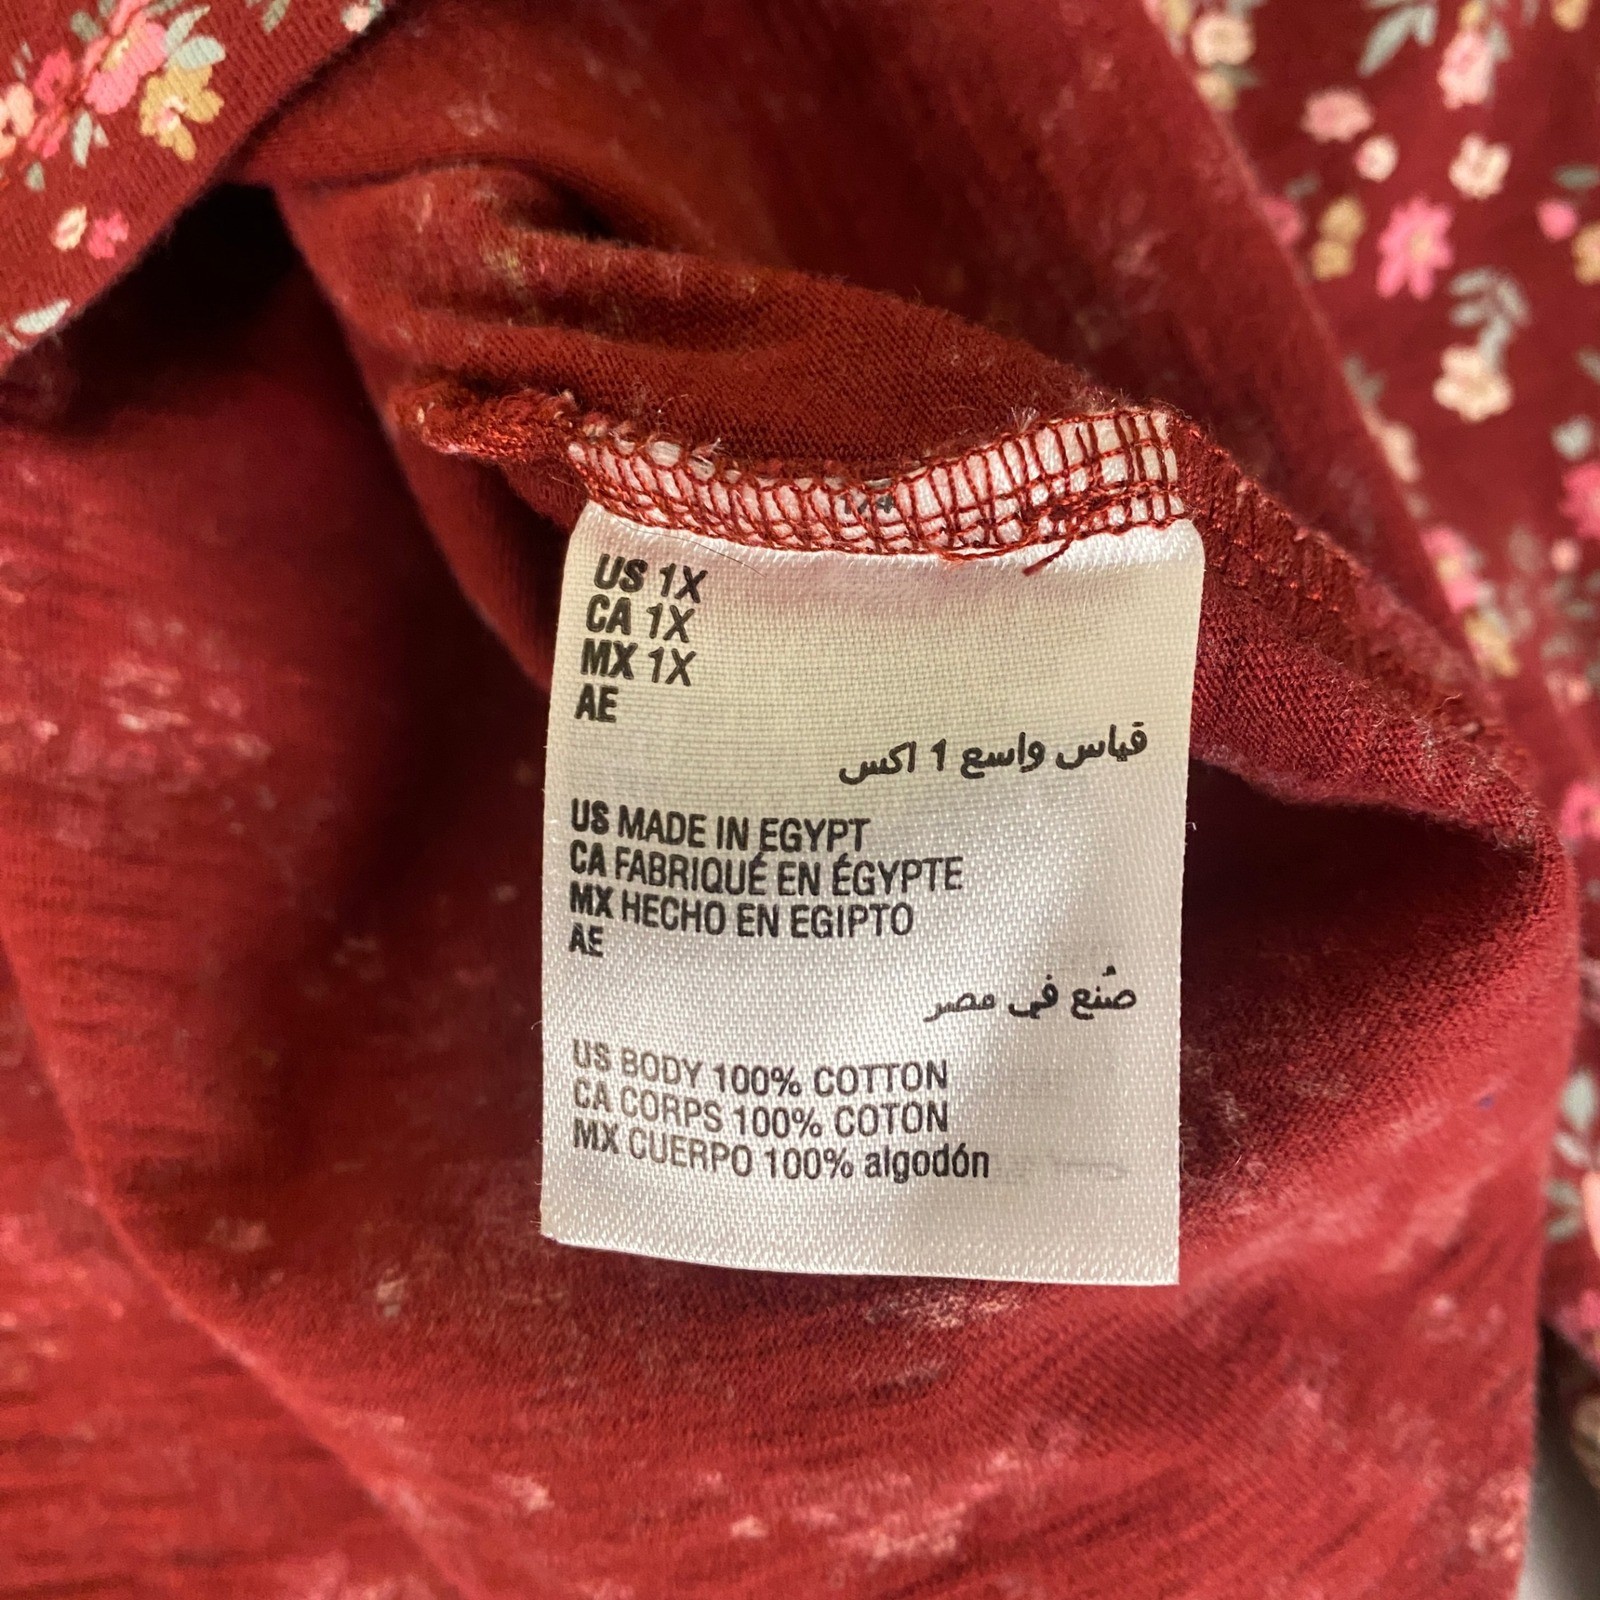 US 1X
CA 1X
MX 1X
AE
قياس واسع 1 اكس
US MADE IN EGYPT
CA FABRIQUÉ EN ÉGYPTE
MX HECHO EN EGIPTO
AE
صُنع في مصر
US BODY 100% COTTON
CA CORPS 100% COTON
MX CUERPO 100% algodón